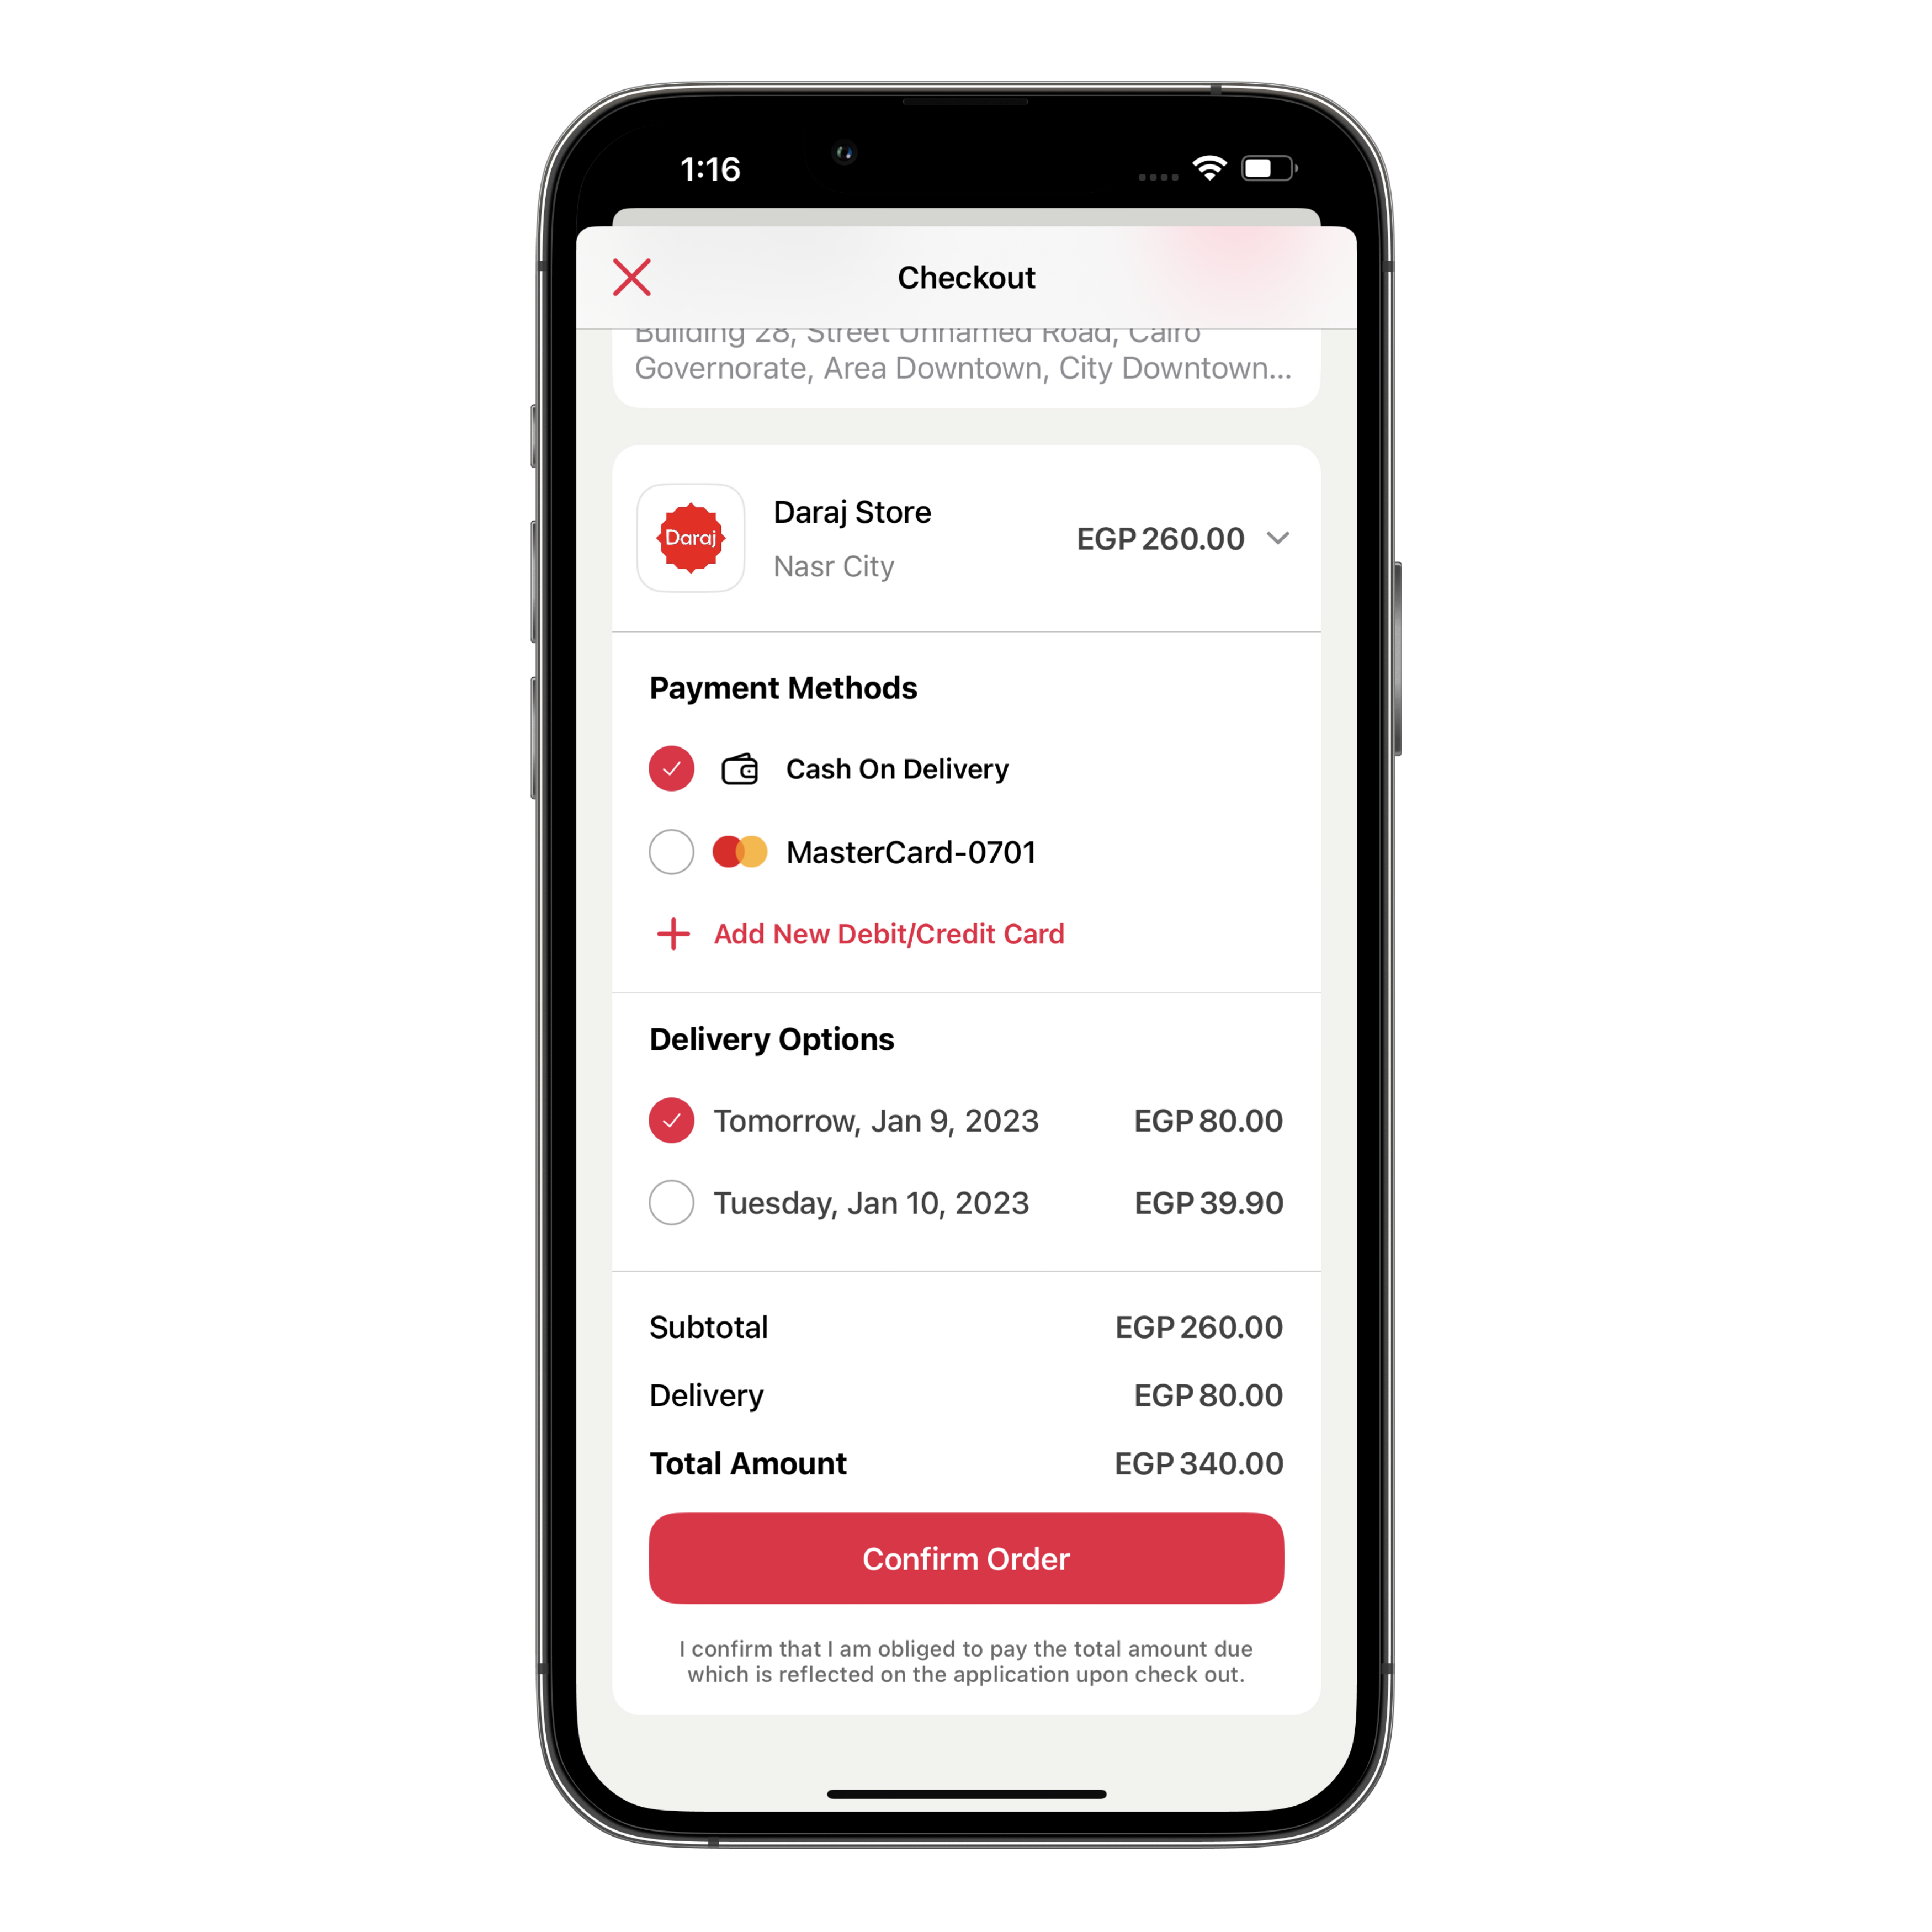 1:16
Checkout
Building 28, Street Unnamed Road, Cairo
Governorate, Area Downtown, City Downtown...
Daraj
Daraj Store
Nasr City
EGP 260.00
Payment Methods
Cash On Delivery
MasterCard-0701
Add New Debit/Credit Card
Delivery Options
Tomorrow, Jan 9, 2023 EGP 80.00
Tuesday, Jan 10, 2023 EGP 39.90
Subtotal EGP 260.00
Delivery EGP 80.00
Total Amount EGP 340.00
Confirm Order
I confirm that I am obliged to pay the total amount due
which is reflected on the application upon check out.